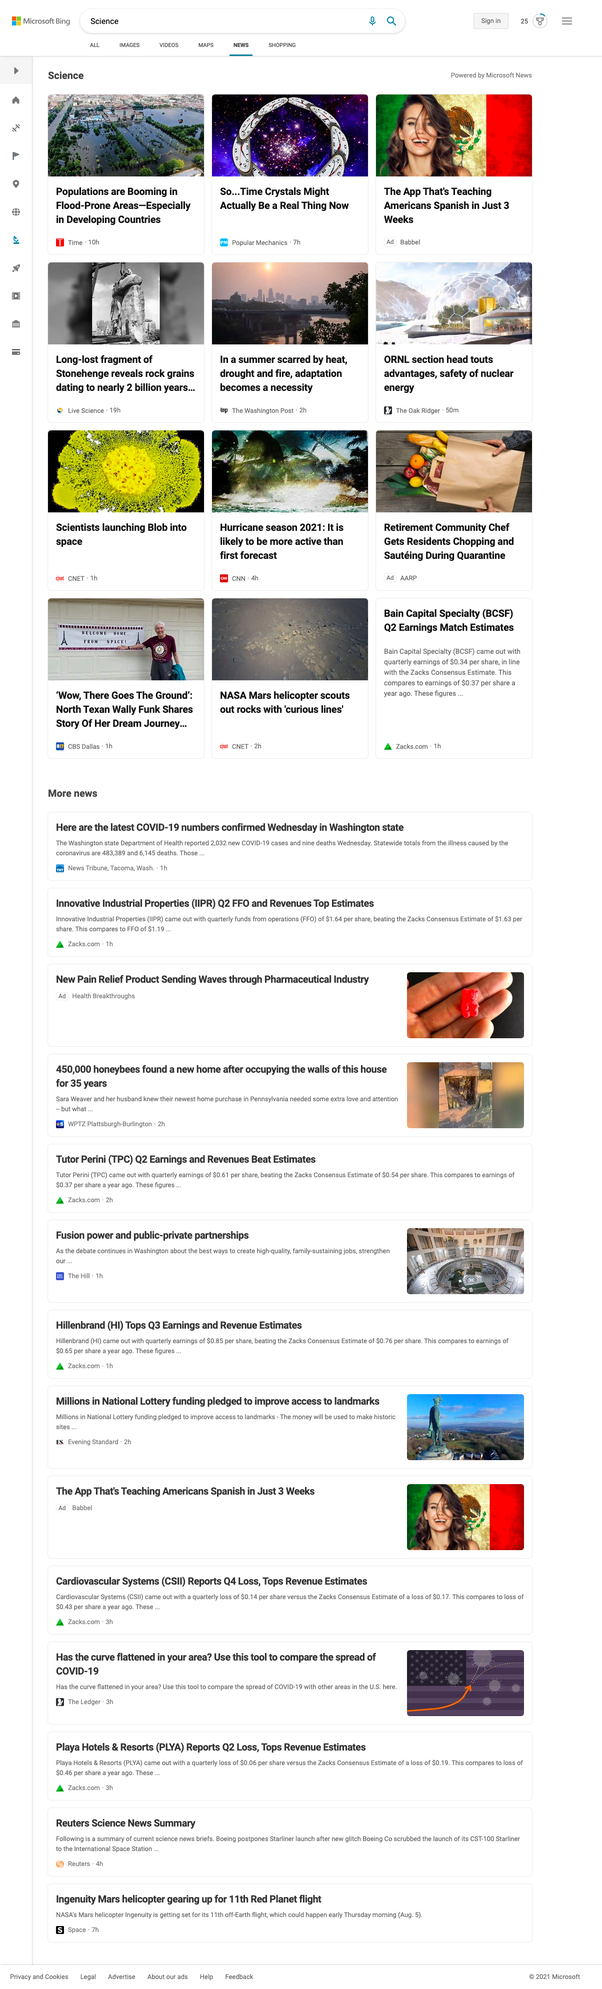 Microsoft Bing
Science
Sign in
25
ALL IMAGES VIDEOS MAPS NEWS SHOPPING
Science
Powered by Microsoft News
Populations are Booming in
Flood-Prone Areas—Especially
in Developing Countries
Time · 10h
So...Time Crystals Might
Actually Be a Real Thing Now
Popular Mechanics · 7h
The App That's Teaching
Americans Spanish in Just 3
Weeks
Ad Babbel
Long-lost fragment of
Stonehenge reveals rock grains
dating to nearly 2 billion years...
Live Science · 19h
In a summer scarred by heat,
drought and fire, adaptation
becomes a necessity
wp The Washington Post · 2h
ORNL section head touts
advantages, safety of nuclear
energy
The Oak Ridger · 50m
Scientists launching Blob into
space
CNET · 1h
Hurricane season 2021: It is
likely to be more active than
first forecast
CNN · 4h
Retirement Community Chef
Gets Residents Chopping and
Sautéing During Quarantine
Ad AARP
WELCOME HOME
FROM SPACE!
'Wow, There Goes The Ground':
North Texan Wally Funk Shares
Story Of Her Dream Journey...
CBS Dallas · 1h
NASA Mars helicopter scouts
out rocks with 'curious lines'
CNET · 2h
Bain Capital Specialty (BCSF)
Q2 Earnings Match Estimates
Bain Capital Specialty (BCSF) came out with
quarterly earnings of $0.34 per share, in line
with the Zacks Consensus Estimate. This
compares to earnings of $0.37 per share a
year ago. These figures ...
Zacks.com · 1h
More news
Here are the latest COVID-19 numbers confirmed Wednesday in Washington state
The Washington state Department of Health reported 2,032 new COVID-19 cases and nine deaths Wednesday. Statewide totals from the illness caused by the
coronavirus are 483,389 and 6,145 deaths. Those ...
News Tribune, Tacoma, Wash. · 1h
Innovative Industrial Properties (IIPR) Q2 FFO and Revenues Top Estimates
Innovative Industrial Properties (IIPR) came out with quarterly funds from operations (FFO) of $1.64 per share, beating the Zacks Consensus Estimate of $1.63 per
share. This compares to FFO of $1.19 ...
Zacks.com · 1h
New Pain Relief Product Sending Waves through Pharmaceutical Industry
Ad Health Breakthroughs
450,000 honeybees found a new home after occupying the walls of this house
for 35 years
Sara Weaver and her husband knew their newest home purchase in Pennsylvania needed some extra love and attention
– but what ...
WPTZ Plattsburgh-Burlington · 2h
Tutor Perini (TPC) Q2 Earnings and Revenues Beat Estimates
Tutor Perini (TPC) came out with quarterly earnings of $0.61 per share, beating the Zacks Consensus Estimate of $0.54 per share. This compares to earnings of
$0.37 per share a year ago. These figures ...
Zacks.com · 2h
Fusion power and public-private partnerships
As the debate continues in Washington about the best ways to create high-quality, family-sustaining jobs, strengthen
our ...
The Hill · 1h
Hillenbrand (HI) Tops Q3 Earnings and Revenue Estimates
Hillenbrand (HI) came out with quarterly earnings of $0.85 per share, beating the Zacks Consensus Estimate of $0.76 per share. This compares to earnings of
$0.65 per share a year ago. These figures ...
Zacks.com · 1h
Millions in National Lottery funding pledged to improve access to landmarks
Millions in National Lottery funding pledged to improve access to landmarks - The money will be used to make historic
sites ...
ES. Evening Standard · 2h
The App That's Teaching Americans Spanish in Just 3 Weeks
Ad Babbel
Cardiovascular Systems (CSII) Reports Q4 Loss, Tops Revenue Estimates
Cardiovascular Systems (CSII) came out with a quarterly loss of $0.14 per share versus the Zacks Consensus Estimate of a loss of $0.17. This compares to loss of
$0.43 per share a year ago. These ...
Zacks.com · 3h
Has the curve flattened in your area? Use this tool to compare the spread of
COVID-19
Has the curve flattened in your area? Use this tool to compare the spread of COVID-19 with other areas in the U.S. here.
The Ledger · 3h
Playa Hotels & Resorts (PLYA) Reports Q2 Loss, Tops Revenue Estimates
Playa Hotels & Resorts (PLYA) came out with a quarterly loss of $0.06 per share versus the Zacks Consensus Estimate of a loss of $0.19. This compares to loss of
$0.46 per share a year ago. These ...
Zacks.com · 3h
Reuters Science News Summary
Following is a summary of current science news briefs. Boeing postpones Starliner launch after new glitch Boeing Co scrubbed the launch of its CST-100 Starliner
to the International Space Station ...
Reuters · 4h
Ingenuity Mars helicopter gearing up for 11th Red Planet flight
NASA's Mars helicopter Ingenuity is getting set for its 11th off-Earth flight, which could happen early Thursday morning (Aug. 5).
S Space · 7h
Privacy and Cookies Legal Advertise About our ads Help Feedback
© 2021 Microsoft